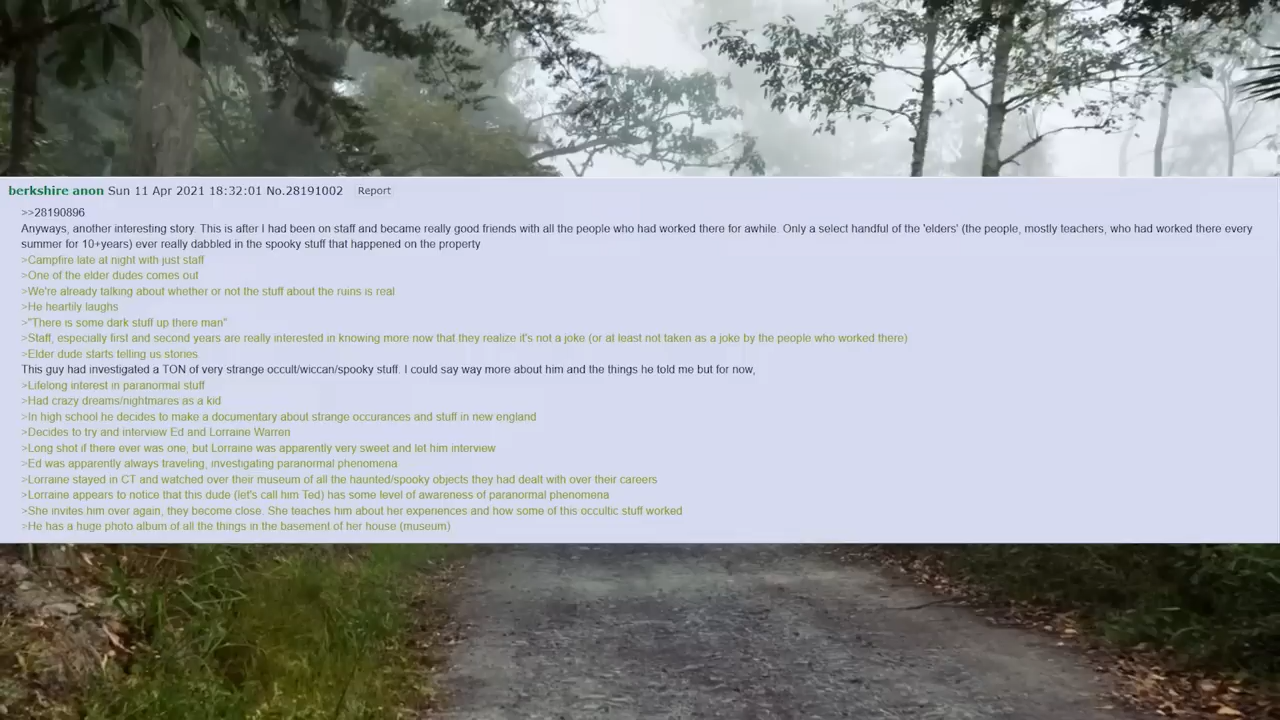 berkshire anon Sun 11 Apr 2021 18:32:01 No.28191002 Report
>>28190896
Anyways, another interesting story. This is after I had been on staff and became really good friends with all the people who had worked there for awhile. Only a select handful of the 'elders' (the people, mostly teachers, who had worked there every
summer for 10+years) ever really dabbled in the spooky stuff that happened on the property
>Campfire late at night with just staff
>One of the elder dudes comes out
>We're already talking about whether or not the stuff about the ruins is real
>He heartily laughs
>"There is some dark stuff up there man"
>Staff, especially first and second years are really interested in knowing more now that they realize it's not a joke (or at least not taken as a joke by the people who worked there)
>Elder dude starts telling us stories
This guy had investigated a TON of very strange occult/wiccan/spooky stuff. I could say way more about him and the things he told me but for now,
>Lifelong interest in paranormal stuff
>Had crazy dreams/nightmares as a kid
>In high school he decides to make a documentary about strange occurances and stuff in new england
>Decides to try and interview Ed and Lorraine Warren
>Long shot if there ever was one, but Lorraine was apparently very sweet and let him interview
>Ed was apparently always traveling, investigating paranormal phenomena
>Lorraine stayed in CT and watched over their museum of all the haunted/spooky objects they had dealt with over their careers
>Lorraine appears to notice that this dude (let's call him Ted) has some level of awareness of paranormal phenomena
>She invites him over again, they become close. She teaches him about her experiences and how some of this occultic stuff worked
>He has a huge photo album of all the things in the basement of her house (museum)